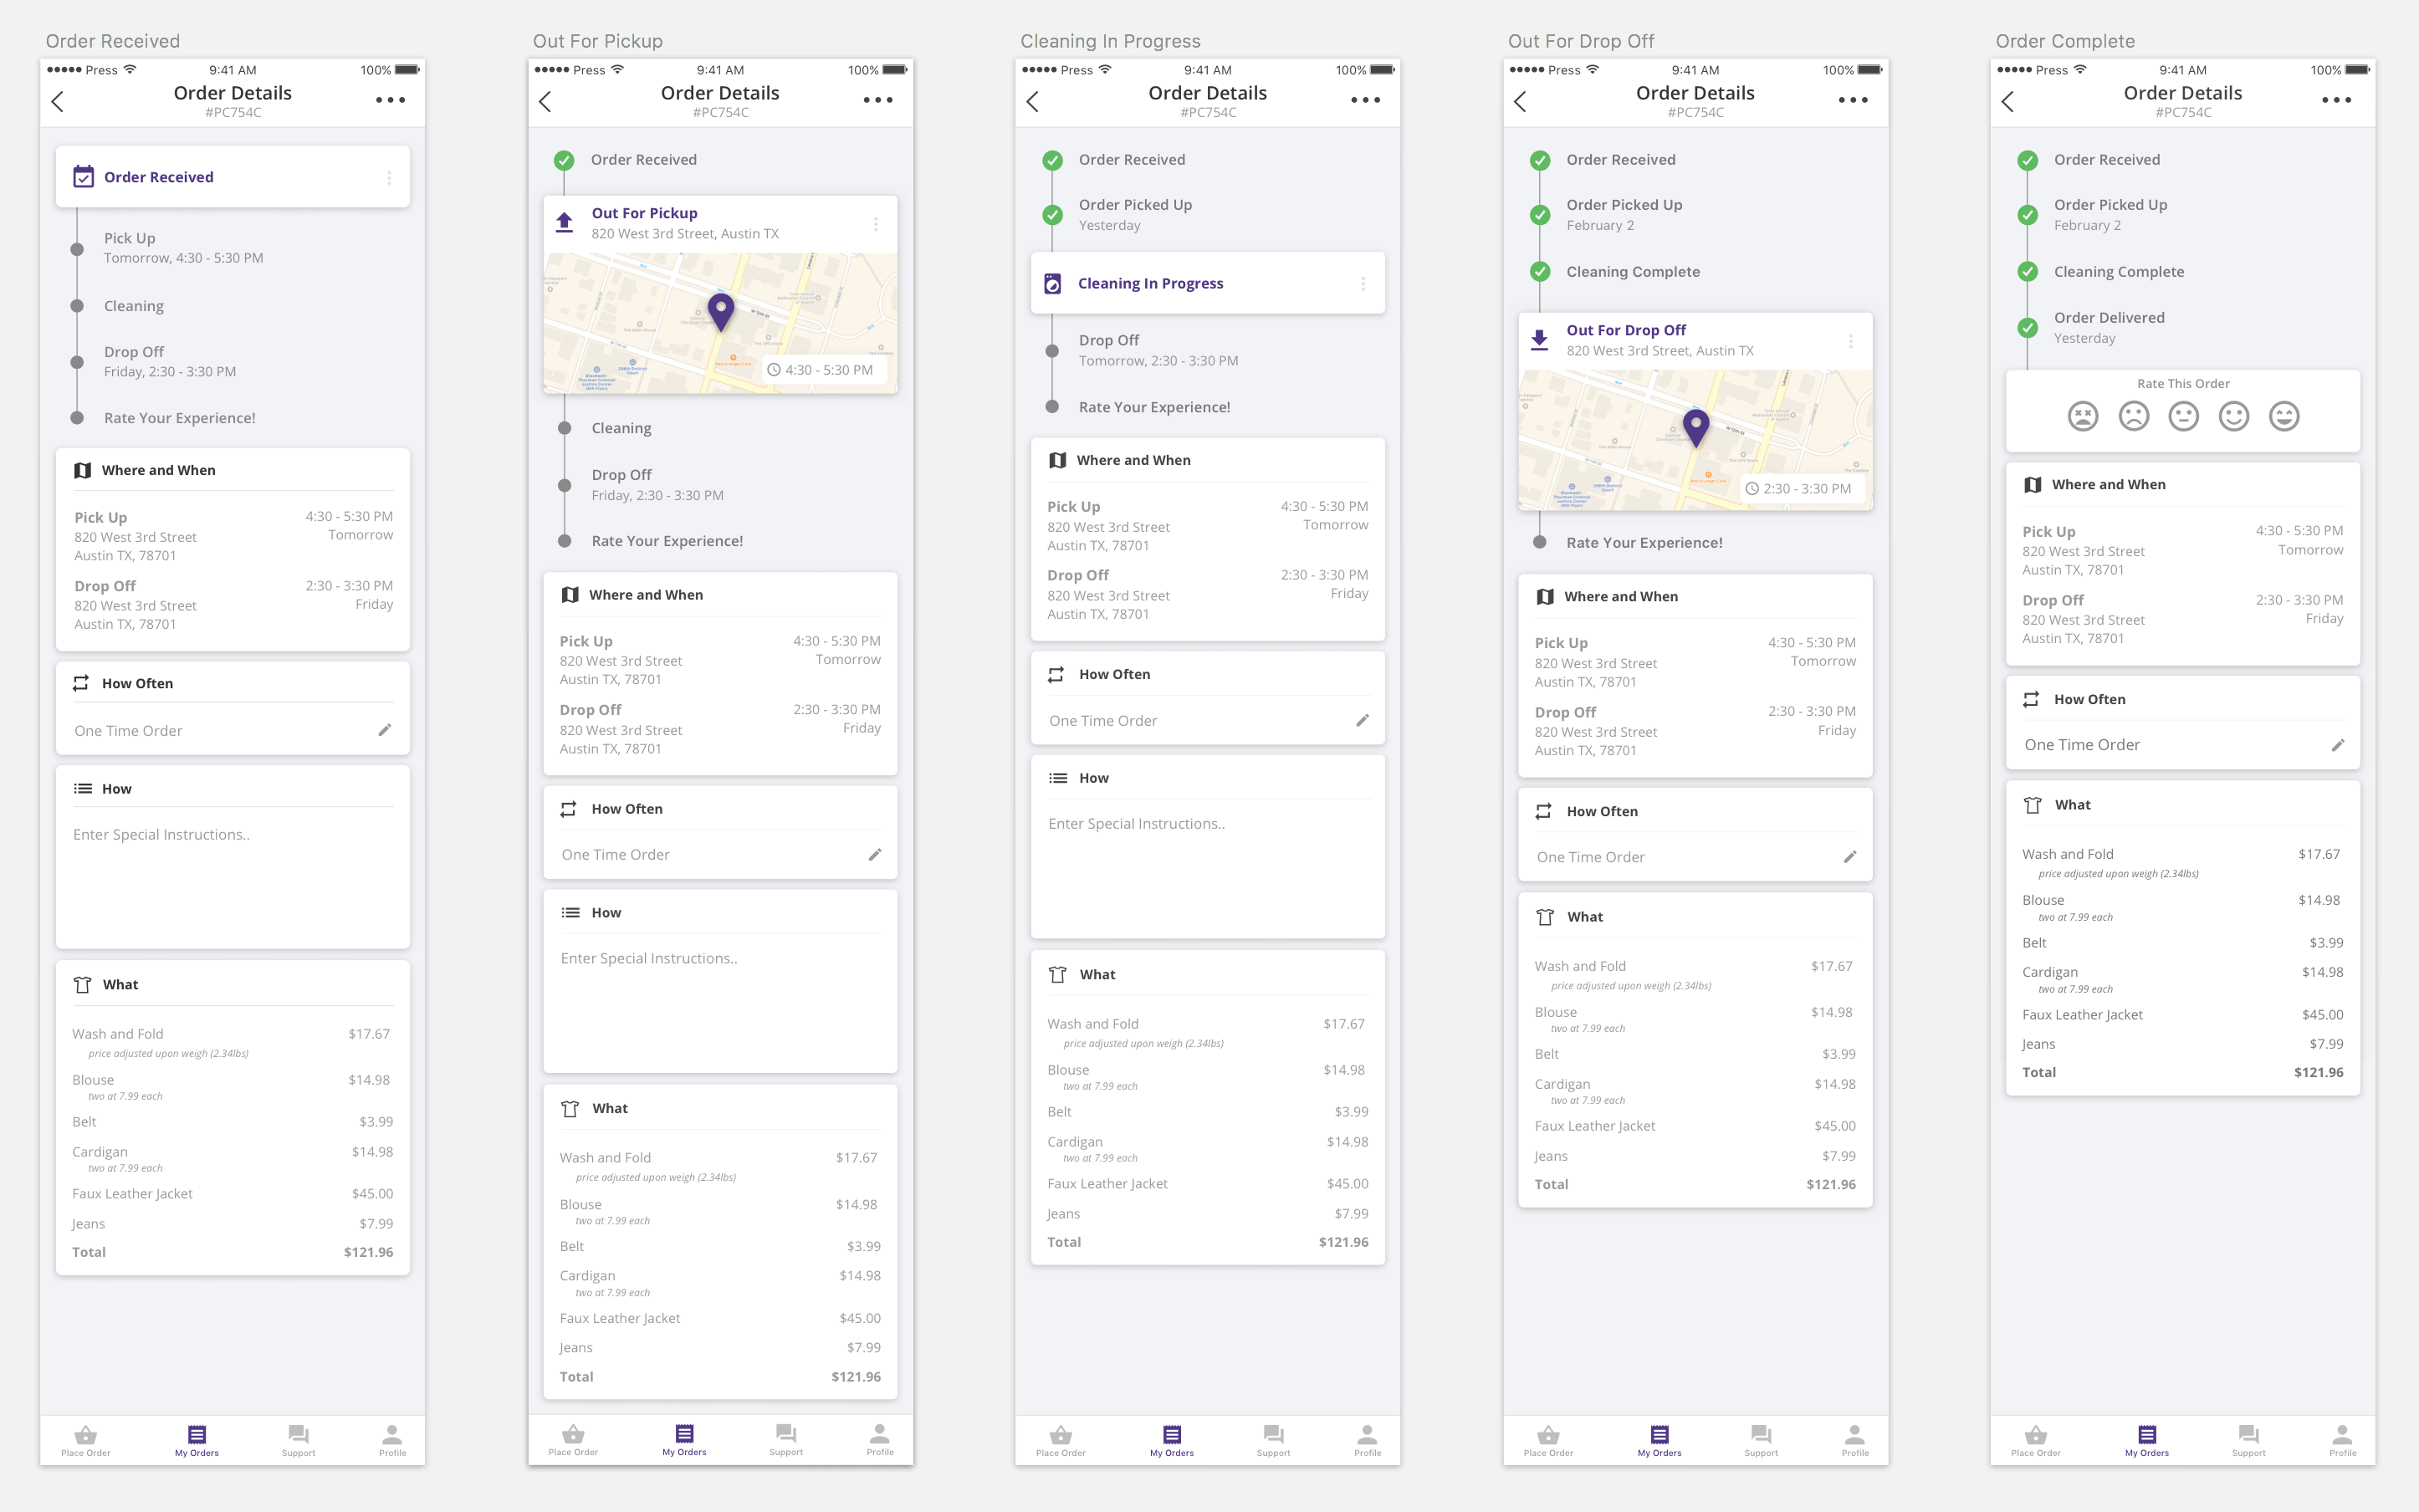 Order Received
Press 9:41 AM 100%
Order Details
#PC754C
Order Received
Pick Up
Tomorrow, 4:30 - 5:30 PM
Cleaning
Drop Off
Friday, 2:30 - 3:30 PM
Rate Your Experience!
Where and When
Pick Up 4:30 - 5:30 PM
820 West 3rd Street Tomorrow
Austin TX, 78701
Drop Off 2:30 - 3:30 PM
820 West 3rd Street Friday
Austin TX, 78701
How Often
One Time Order
How
Enter Special Instructions..
What
Wash and Fold $17.67
price adjusted upon weigh (2.34lbs)
Blouse $14.98
two at 7.99 each
Belt $3.99
Cardigan $14.98
two at 7.99 each
Faux Leather Jacket $45.00
Jeans $7.99
Total $121.96
Place Order My Orders Support Profile
Out For Pickup
Press 9:41 AM 100%
Order Details
#PC754C
Order Received
Out For Pickup
820 West 3rd Street, Austin TX
4:30 - 5:30 PM
Cleaning
Drop Off
Friday, 2:30 - 3:30 PM
Rate Your Experience!
Where and When
Pick Up 4:30 - 5:30 PM
820 West 3rd Street Tomorrow
Austin TX, 78701
Drop Off 2:30 - 3:30 PM
820 West 3rd Street Friday
Austin TX, 78701
How Often
One Time Order
How
Enter Special Instructions..
What
Wash and Fold $17.67
price adjusted upon weigh (2.34lbs)
Blouse $14.98
two at 7.99 each
Belt $3.99
Cardigan $14.98
two at 7.99 each
Faux Leather Jacket $45.00
Jeans $7.99
Total $121.96
Place Order My Orders Support Profile
Cleaning In Progress
Press 9:41 AM 100%
Order Details
#PC754C
Order Received
Order Picked Up
Yesterday
Cleaning In Progress
Drop Off
Tomorrow, 2:30 - 3:30 PM
Rate Your Experience!
Where and When
Pick Up 4:30 - 5:30 PM
820 West 3rd Street Tomorrow
Austin TX, 78701
Drop Off 2:30 - 3:30 PM
820 West 3rd Street Friday
Austin TX, 78701
How Often
One Time Order
How
Enter Special Instructions..
What
Wash and Fold $17.67
price adjusted upon weigh (2.34lbs)
Blouse $14.98
two at 7.99 each
Belt $3.99
Cardigan $14.98
two at 7.99 each
Faux Leather Jacket $45.00
Jeans $7.99
Total $121.96
Place Order My Orders Support Profile
Out For Drop Off
Press 9:41 AM 100%
Order Details
#PC754C
Order Received
Order Picked Up
February 2
Cleaning Complete
Out For Drop Off
820 West 3rd Street, Austin TX
2:30 - 3:30 PM
Rate Your Experience!
Where and When
Pick Up 4:30 - 5:30 PM
820 West 3rd Street Tomorrow
Austin TX, 78701
Drop Off 2:30 - 3:30 PM
820 West 3rd Street Friday
Austin TX, 78701
How Often
One Time Order
What
Wash and Fold $17.67
price adjusted upon weigh (2.34lbs)
Blouse $14.98
two at 7.99 each
Belt $3.99
Cardigan $14.98
two at 7.99 each
Faux Leather Jacket $45.00
Jeans $7.99
Total $121.96
Place Order My Orders Support Profile
Order Complete
Press 9:41 AM 100%
Order Details
#PC754C
Order Received
Order Picked Up
February 2
Cleaning Complete
Order Delivered
Yesterday
Rate This Order
Where and When
Pick Up 4:30 - 5:30 PM
820 West 3rd Street Tomorrow
Austin TX, 78701
Drop Off 2:30 - 3:30 PM
820 West 3rd Street Friday
Austin TX, 78701
How Often
One Time Order
What
Wash and Fold $17.67
price adjusted upon weigh (2.34lbs)
Blouse $14.98
two at 7.99 each
Belt $3.99
Cardigan $14.98
two at 7.99 each
Faux Leather Jacket $45.00
Jeans $7.99
Total $121.96
Place Order My Orders Support Profile